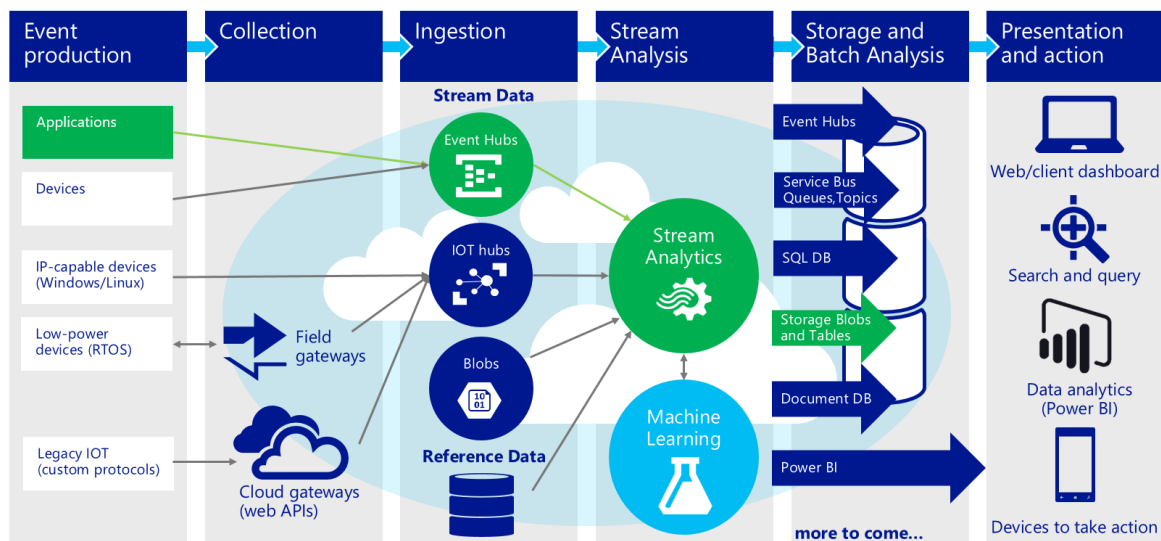 Event
production
Collection
Ingestion
Stream
Analysis
Storage and
Batch Analysis
Presentation
and action
Applications
Devices
IP-capable devices
(Windows/Linux)
Low-power
devices (RTOS)
Legacy IOT
(custom protocols)
Field
gateways
Cloud gateways
(web APIs)
Stream Data
Event Hubs
IOT hubs
Blobs
10
01
Reference Data
Stream
Analytics
Machine
Learning
Event Hubs
Service Bus
Queues,Topics
SQL DB
Storage Blobs
and Tables
Document DB
Power BI
more to come...
Web/client dashboard
Search and query
Data analytics
(Power BI)
Devices to take action